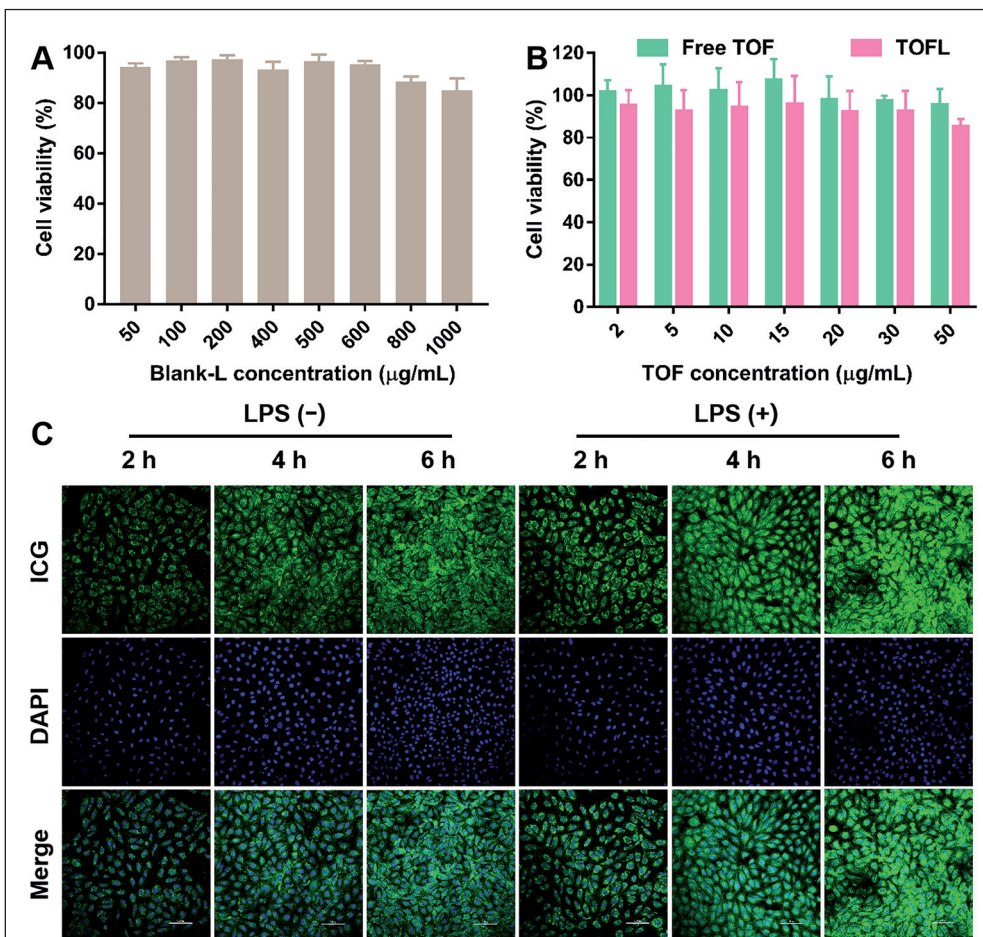 A
Cell viability (%)
100
80
60
40
20
0
50 100 200 400 500 600 800 1000
Blank-L concentration (μg/mL)
B
Free TOF TOFL
Cell viability (%)
120
100
80
60
40
20
0
2 5 10 15 20 30 50
TOF concentration (μg/mL)
C
LPS (−) LPS (+)
2 h 4 h 6 h 2 h 4 h 6 h
ICG
DAPI
Merge